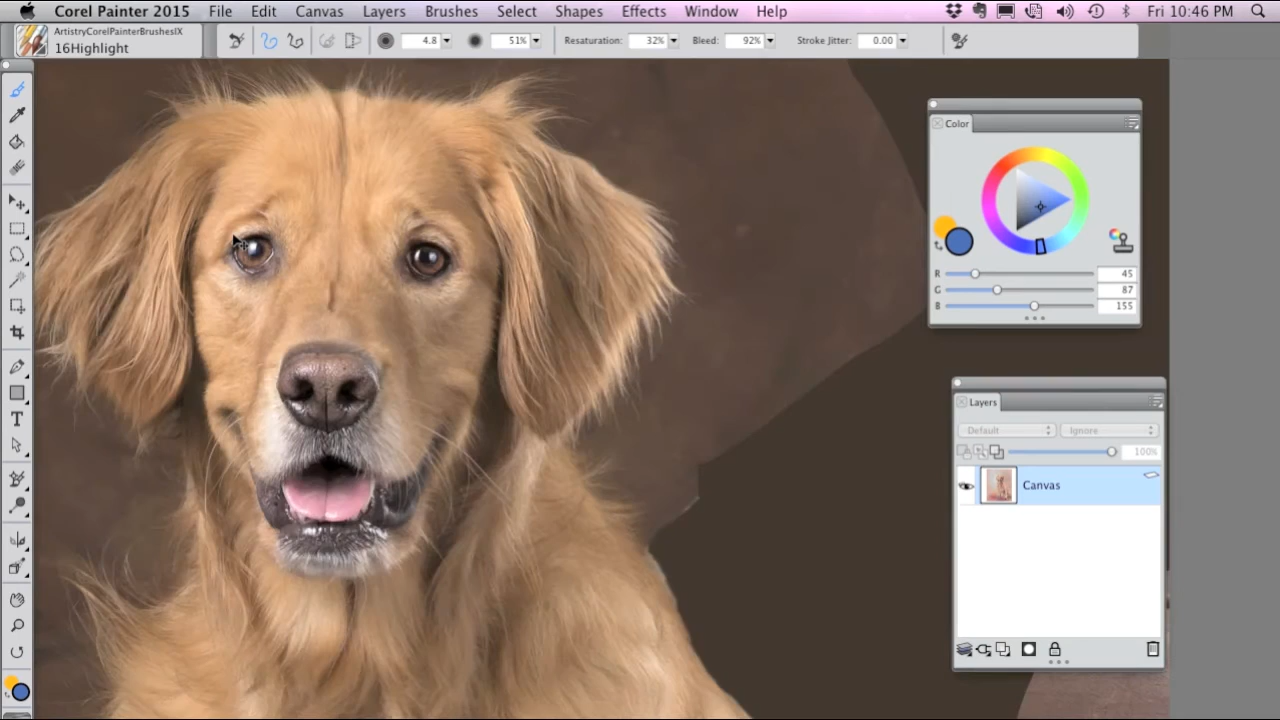 Corel Painter 2015 File Edit Canvas Layers Brushes Select Shapes Effects Window Help Fri 10:46 PM
ArtistryCorelPainterBrushesIX
16Highlight
4.8 51% Resaturation: 32% Bleed: 92% Stroke Jitter: 0.00
Color
R 45
G 87
B 155
Layers
Default Ignore
100%
Canvas
T